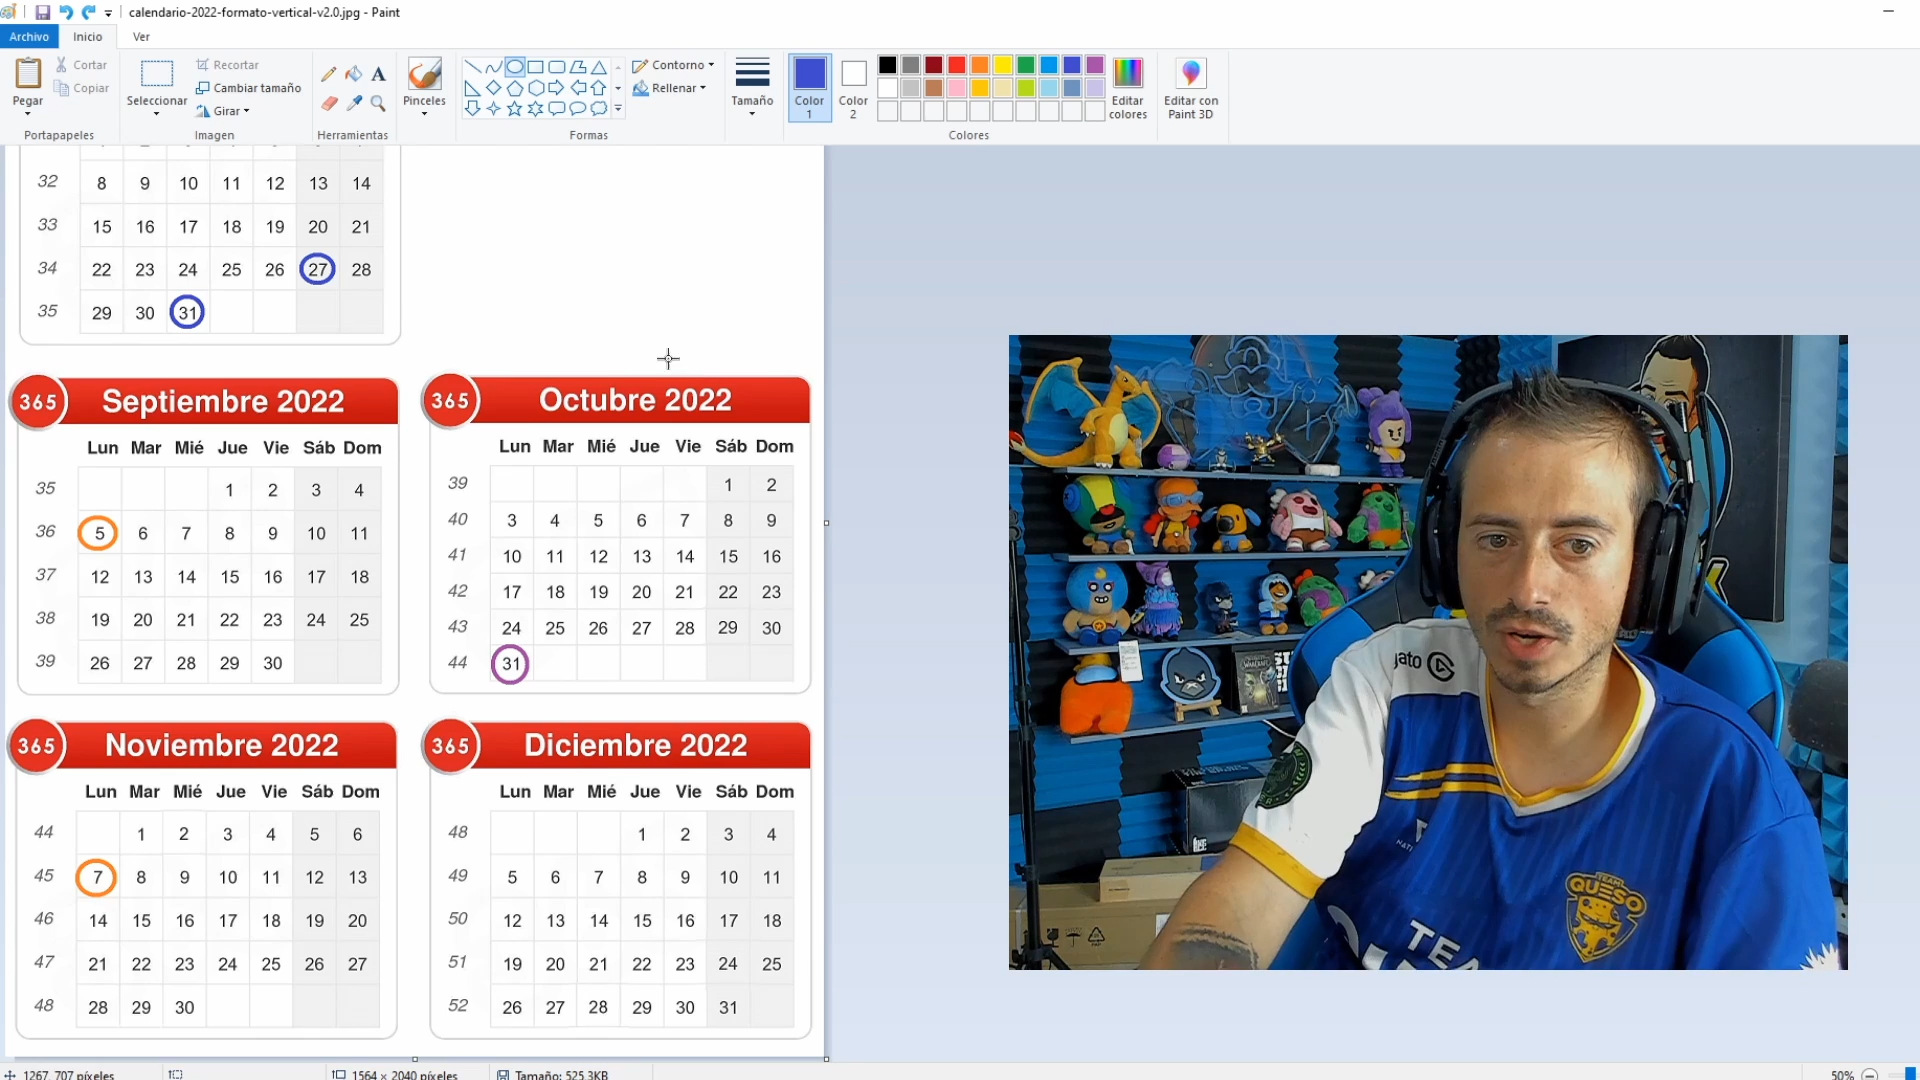 calendario-2022-formato-vertical-v2.0.jpg - Paint
Archivo
Inicio
Ver
Pegar
Cortar
Copiar
Portapapeles
Seleccionar
Recortar
Cambiar tamaño
Girar
Imagen
A
Herramientas
Pinceles
Contorno
Rellenar
Formas
Tamaño
Color 1
Color 2
Editar colores
Colores
Editar con Paint 3D
32 8 9 10 11 12 13 14
33 15 16 17 18 19 20 21
34 22 23 24 25 26 27 28
35 29 30 31
365 Septiembre 2022
Lun Mar Mié Jue Vie Sáb Dom
35 1 2 3 4
36 5 6 7 8 9 10 11
37 12 13 14 15 16 17 18
38 19 20 21 22 23 24 25
39 26 27 28 29 30
365 Octubre 2022
Lun Mar Mié Jue Vie Sáb Dom
39 1 2
40 3 4 5 6 7 8 9
41 10 11 12 13 14 15 16
42 17 18 19 20 21 22 23
43 24 25 26 27 28 29 30
44 31
365 Noviembre 2022
Lun Mar Mié Jue Vie Sáb Dom
44 1 2 3 4 5 6
45 7 8 9 10 11 12 13
46 14 15 16 17 18 19 20
47 21 22 23 24 25 26 27
48 28 29 30
365 Diciembre 2022
Lun Mar Mié Jue Vie Sáb Dom
48 1 2 3 4
49 5 6 7 8 9 10 11
50 12 13 14 15 16 17 18
51 19 20 21 22 23 24 25
52 26 27 28 29 30 31
gato
TEAM
QUESO
TEA
1267, 707 píxeles
1564 × 2040 píxeles
Tamaño: 525,3KB
50%